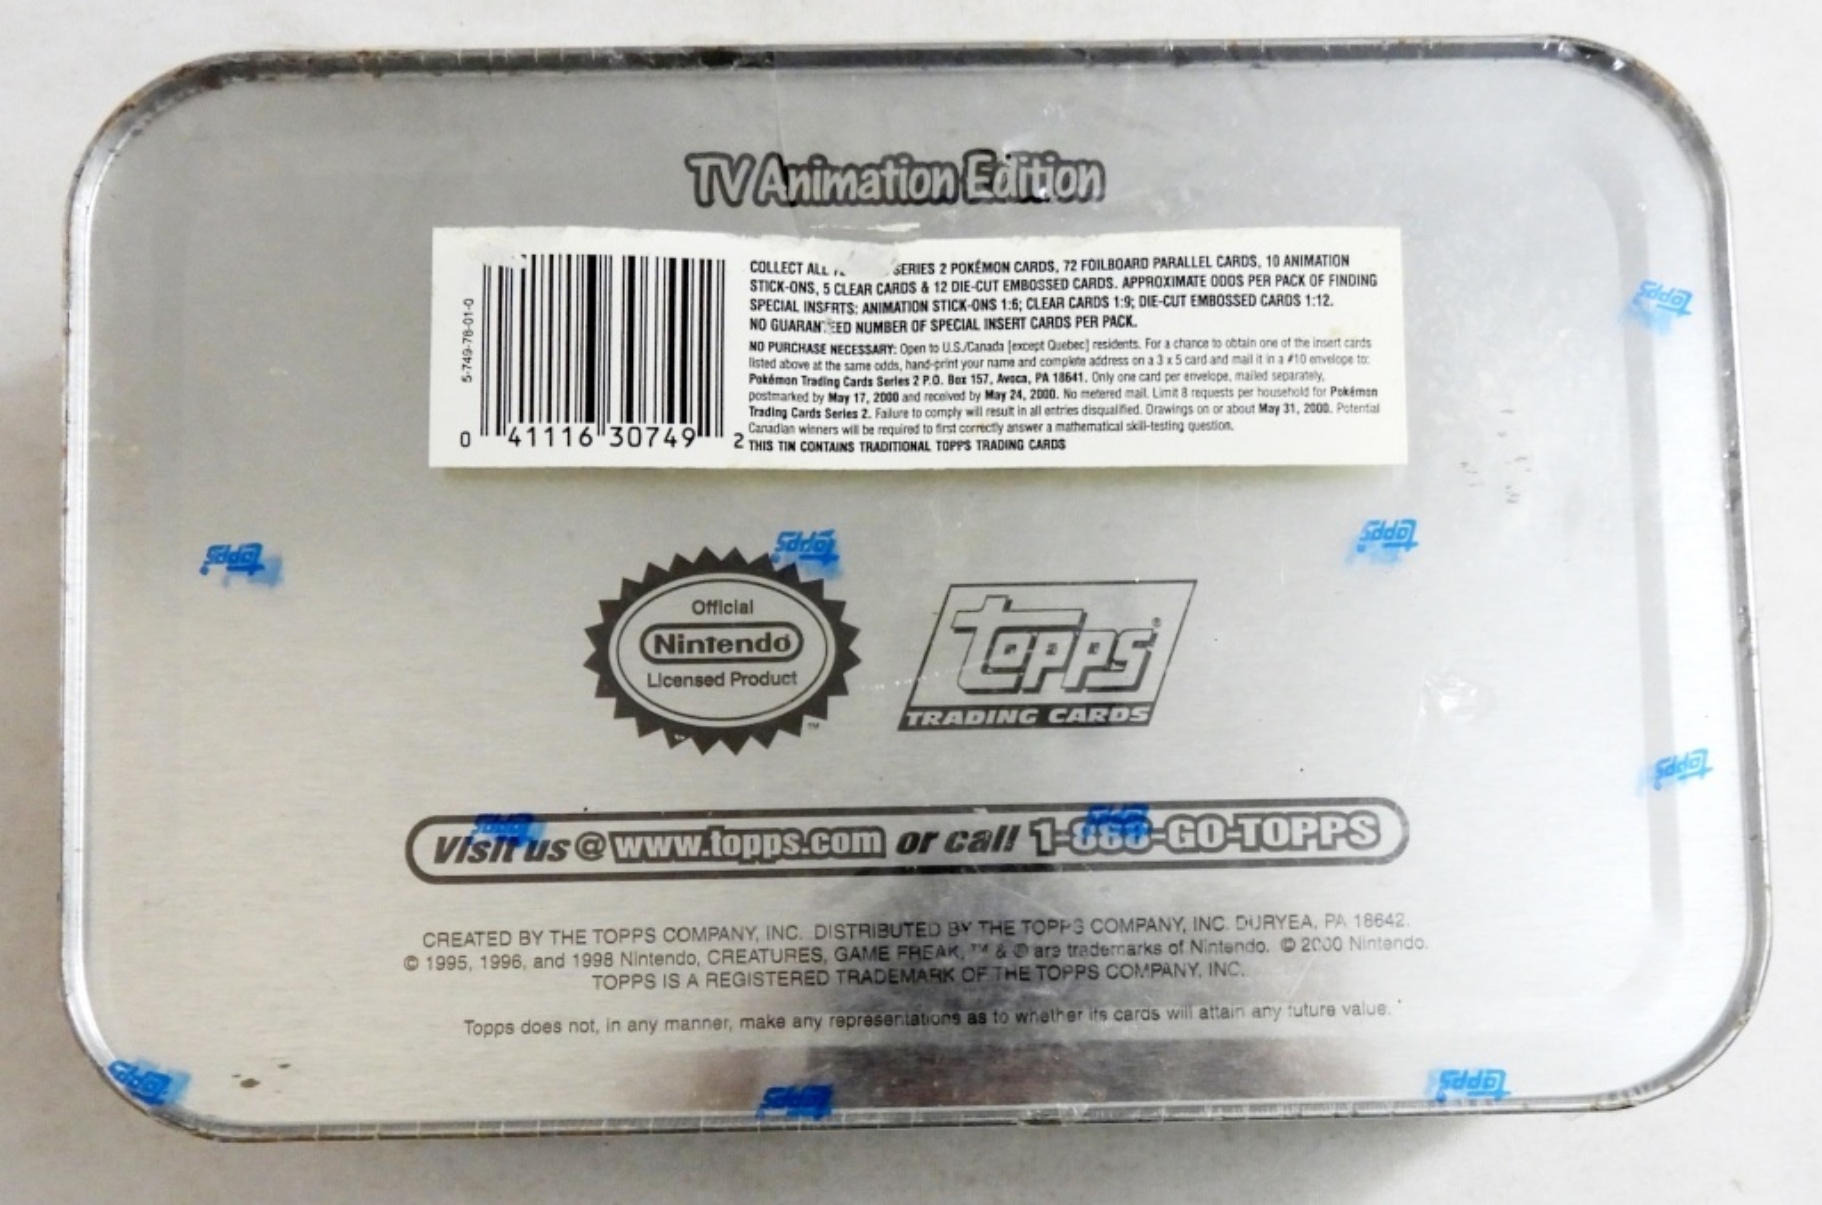 TV Animation Edition
COLLECT ALL SERIES 2 POKÉMON CARDS, 72 FOILBOARD PARALLEL CARDS, 10 ANIMATION
STICK-ONS, 5 CLEAR CARDS & 12 DIE-CUT EMBOSSED CARDS. APPROXIMATE ODDS PER PACK OF FINDING
SPECIAL INSERTS: ANIMATION STICK-ONS 1:6; CLEAR CARDS 1:9; DIE-CUT EMBOSSED CARDS 1:12.
NO GUARANTEED NUMBER OF SPECIAL INSERT CARDS PER PACK.
NO PURCHASE NECESSARY: Open to U.S./Canada [except Quebec] residents. For a chance to obtain one of the insert cards
listed above at the same odds, hand-print your name and complete address on a 3 x 5 card and mail it in a #10 envelope to:
Pokémon Trading Cards Series 2 P.O. Box 157, Avoca, PA 18641. Only one card per envelope, mailed separately,
postmarked by May 17, 2000 and received by May 24, 2000. No metered mail. Limit 8 requests per household for Pokémon
Trading Cards Series 2. Failure to comply will result in all entries disqualified. Drawings on or about May 31, 2000. Potential
Canadian winners will be required to first correctly answer a mathematical skill-testing question.
THIS TIN CONTAINS TRADITIONAL TOPPS TRADING CARDS
5-749-78-01-0
0 41116 30749 2
topps
topps
topps
topps
Official
Nintendo
Licensed Product
™
topps®
TRADING CARDS
topps
topps
topps
Visit us @ www.topps.com or call 1-888-GO-TOPPS
CREATED BY THE TOPPS COMPANY, INC. DISTRIBUTED BY THE TOPPS COMPANY, INC. DURYEA, PA 18642.
© 1995, 1996, and 1998 Nintendo, CREATURES, GAME FREAK, ™ & ® are trademarks of Nintendo. © 2000 Nintendo.
TOPPS IS A REGISTERED TRADEMARK OF THE TOPPS COMPANY, INC.
Topps does not, in any manner, make any representations as to whether its cards will attain any future value.
topps
topps
topps